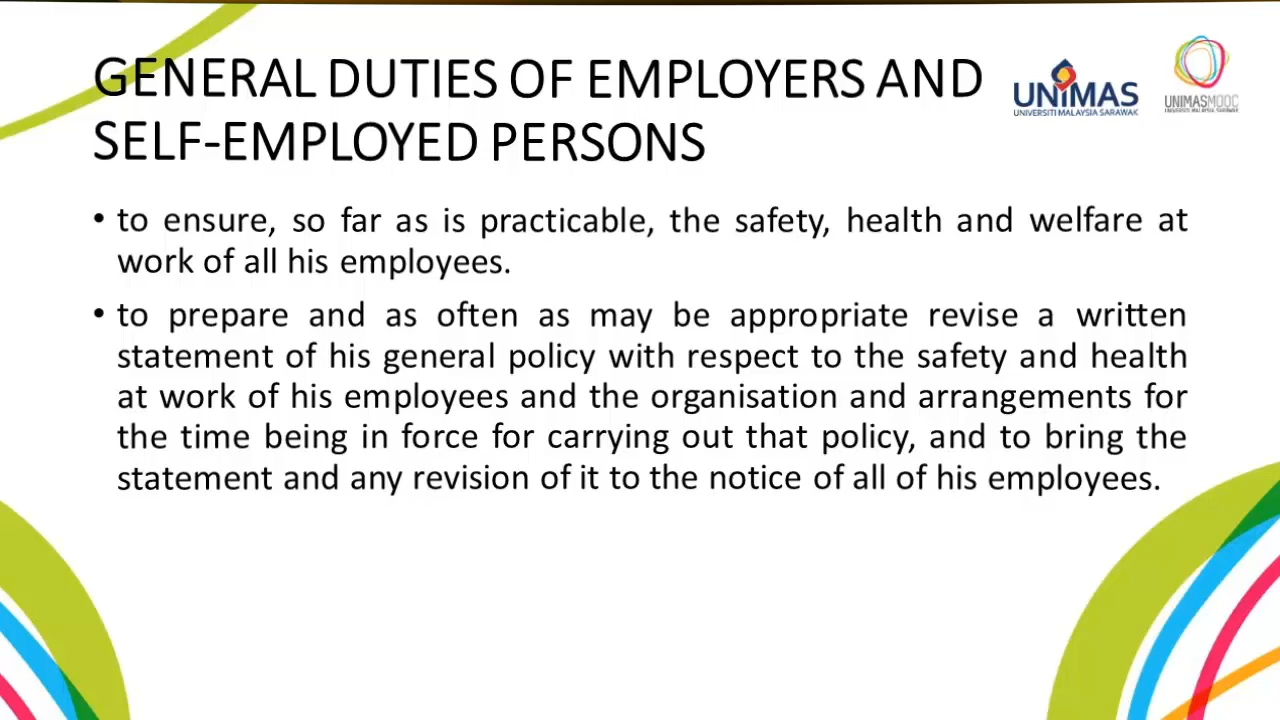 GENERAL DUTIES OF EMPLOYERS AND
SELF-EMPLOYED PERSONS
UNIMAS
UNIVERSITI MALAYSIA SARAWAK
UNIMASMOOC
UNIVERSITI MALAYSIA SARAWAK
• to ensure, so far as is practicable, the safety, health and welfare at
work of all his employees.
• to prepare and as often as may be appropriate revise a written
statement of his general policy with respect to the safety and health
at work of his employees and the organisation and arrangements for
the time being in force for carrying out that policy, and to bring the
statement and any revision of it to the notice of all of his employees.